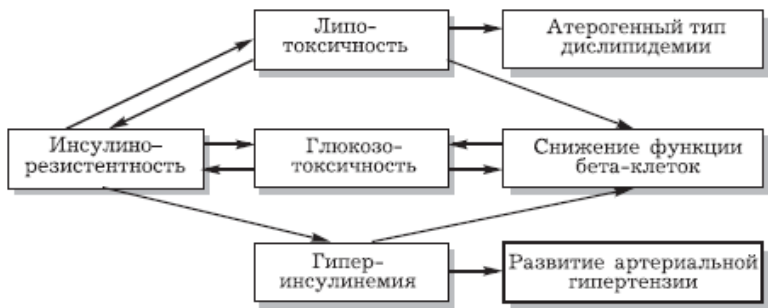 Липо-
токсичность
Атерогенный тип
дислипидемии
Инсулино-
резистентность
Глюкозо-
токсичность
Снижение функции
бета-клеток
Гипер-
инсулинемия
Развитие артериальной
гипертензии